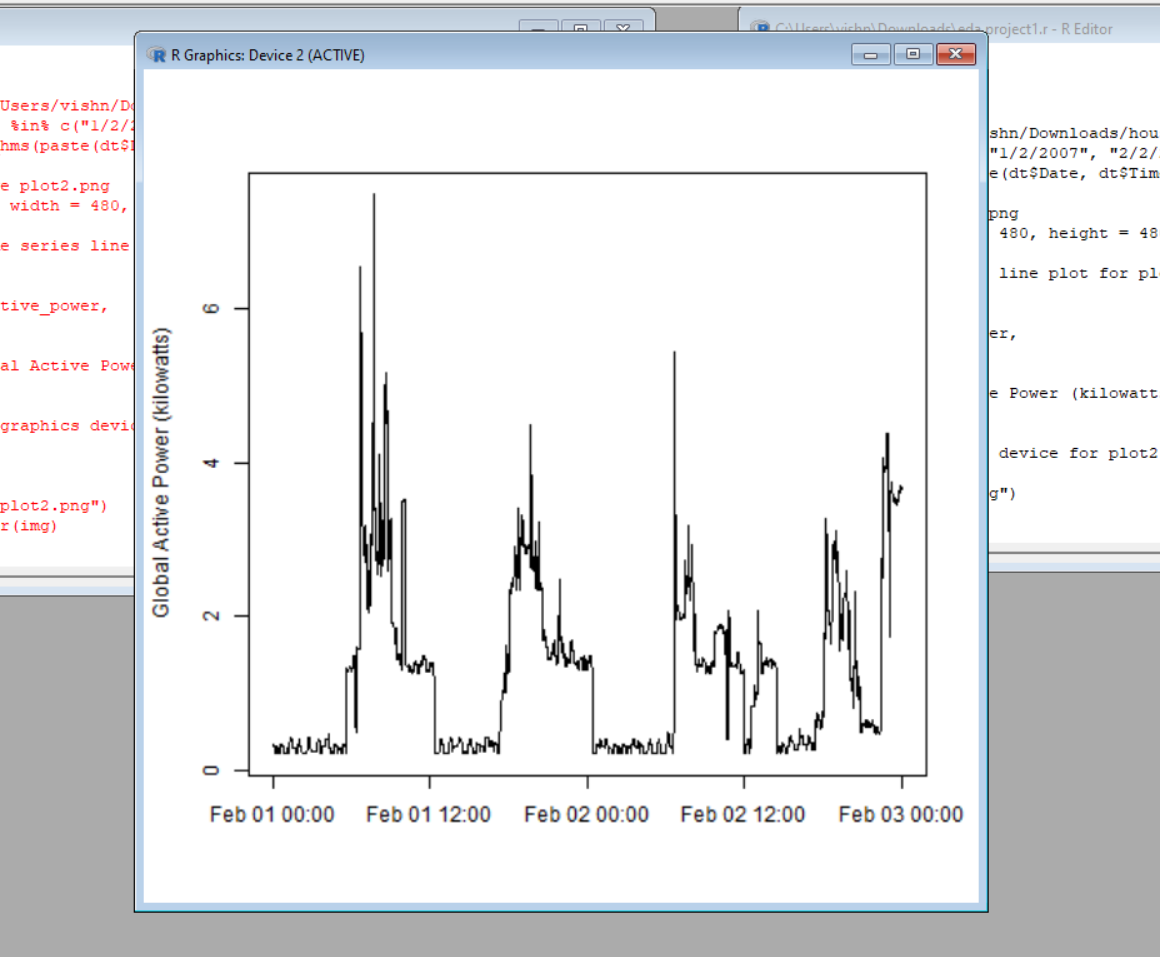 C:\Users\vishn\Downloads\eda project1.r - R Editor
R Graphics: Device 2 (ACTIVE)
Users/vishn/Do
%in% c("1/2/2
hms(paste(dt$
e plot2.png
width = 480,
e series line
tive_power,
al Active Powe
graphics devic
plot2.png")
r(img)
6
4
2
0
Global Active Power (kilowatts)
Feb 01 00:00 Feb 01 12:00 Feb 02 00:00 Feb 02 12:00 Feb 03 00:00
shn/Downloads/hou
"1/2/2007", "2/2/
e(dt$Date, dt$Tim
png
480, height = 48
line plot for pl
er,
e Power (kilowatt
device for plot2
g")